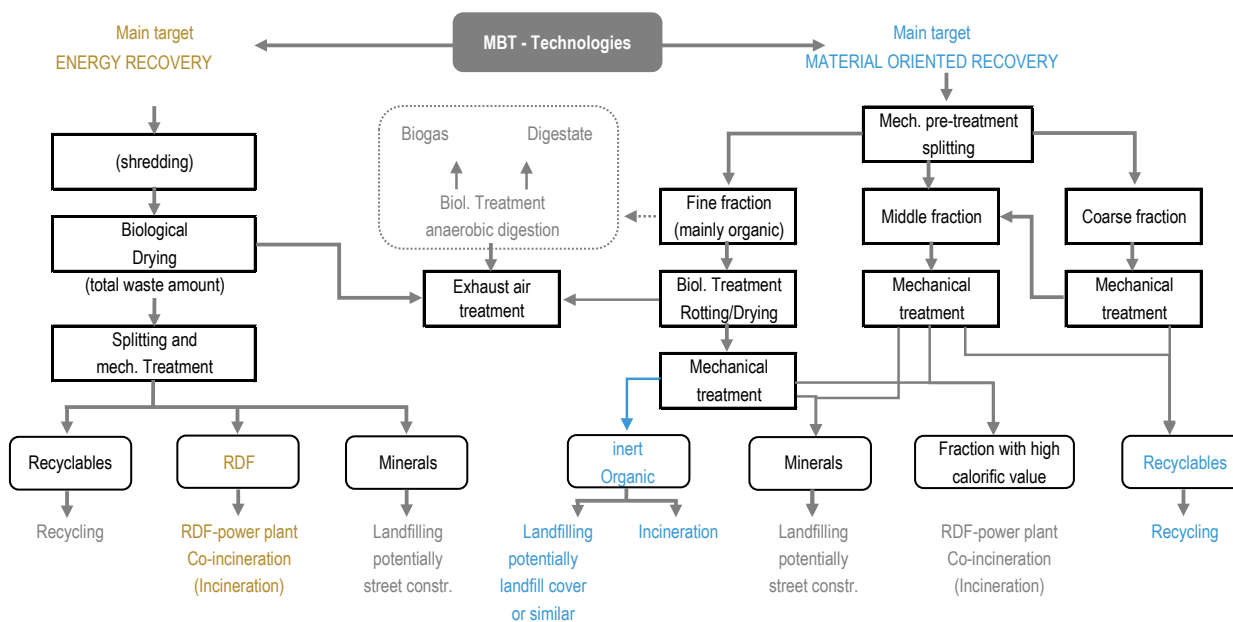 Main target
ENERGY RECOVERY
MBT - Technologies
Main target
MATERIAL ORIENTED RECOVERY
(shredding)
Biogas
Digestate
Biol. Treatment
anaerobic digestion
Mech. pre-treatment
splitting
Biological
Drying
(total waste amount)
Fine fraction
(mainly organic)
Middle fraction
Coarse fraction
Exhaust air
treatment
Biol. Treatment
Rotting/Drying
Mechanical
treatment
Mechanical
treatment
Splitting and
mech. Treatment
Mechanical
treatment
Recyclables
RDF
Minerals
inert
Organic
Minerals
Fraction with high
calorific value
Recyclables
Recycling
RDF-power plant
Co-incineration
(Incineration)
Landfilling
potentially
street constr.
Landfilling
potentially
landfill cover
or similar
Incineration
Landfilling
potentially
street constr.
RDF-power plant
Co-incineration
(Incineration)
Recycling